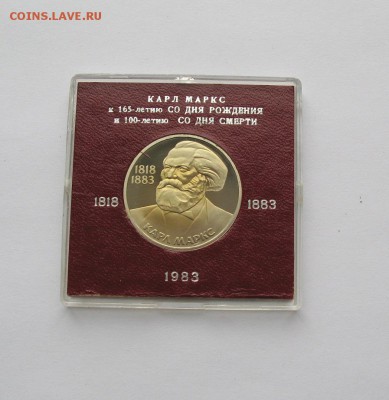 COINS.LAVE.RU
КАРЛ МАРКС
к 165-летию СО ДНЯ РОЖДЕНИЯ
и 100-летию СО ДНЯ СМЕРТИ
1818
1883
1818
1883
КАРЛ МАРКС
1983